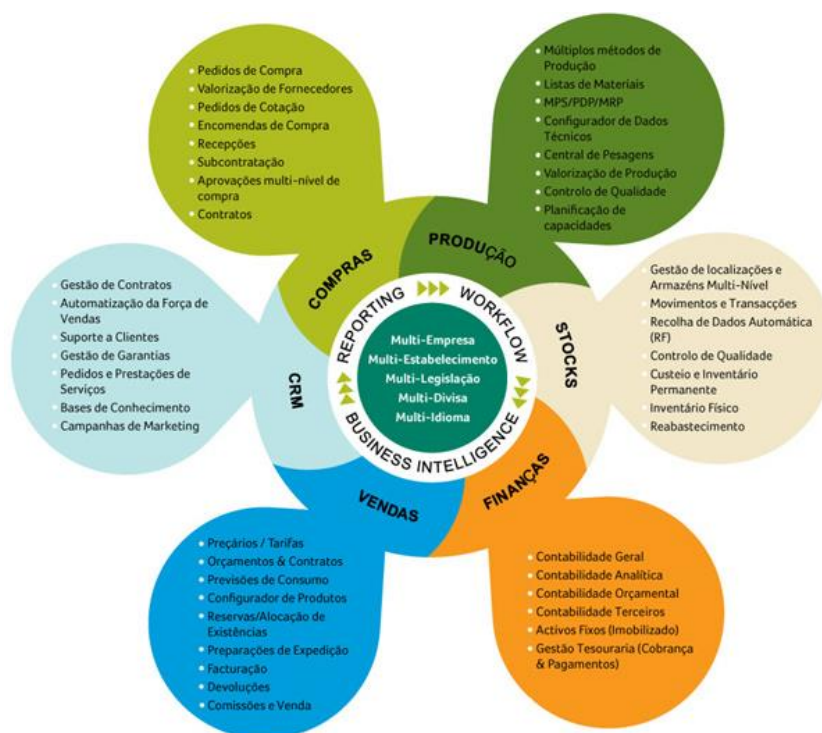 Pedidos de Compra
Valorização de Fornecedores
Pedidos de Cotação
Encomendas de Compra
Recepções
Subcontratação
Aprovações multi-nível de
compra
Contratos
Múltiplos métodos de
Produção
Listas de Materiais
MPS/PDP/MRP
Configurador de Dados
Técnicos
Central de Pesagens
Valorização de Produção
Controlo de Qualidade
Planificação de
capacidades
Gestão de Contratos
Automatização da Força de
Vendas
Suporte a Clientes
Gestão de Garantias
Pedidos e Prestações de
Serviços
Bases de Conhecimento
Campanhas de Marketing
COMPRAS
PRODUÇÃO
STOCKS
FINANÇAS
VENDAS
CRM
REPORTING
WORKFLOW
BUSINESS INTELLIGENCE
Multi-Empresa
Multi-Estabelecimento
Multi-Legislação
Multi-Divisa
Multi-Idioma
Gestão de localizações e
Armazéns Multi-Nível
Movimentos e Transacções
Recolha de Dados Automática
(RF)
Controlo de Qualidade
Custeio e Inventário
Permanente
Inventário Físico
Reabastecimento
Preçários / Tarifas
Orçamentos & Contratos
Previsões de Consumo
Configurador de Produtos
Reservas/Alocação de
Existências
Preparações de Expedição
Facturação
Devoluções
Comissões e Venda
Contabilidade Geral
Contabilidade Analítica
Contabilidade Orçamental
Contabilidade Terceiros
Activos Fixos (Imobilizado)
Gestão Tesouraria (Cobrança
& Pagamentos)